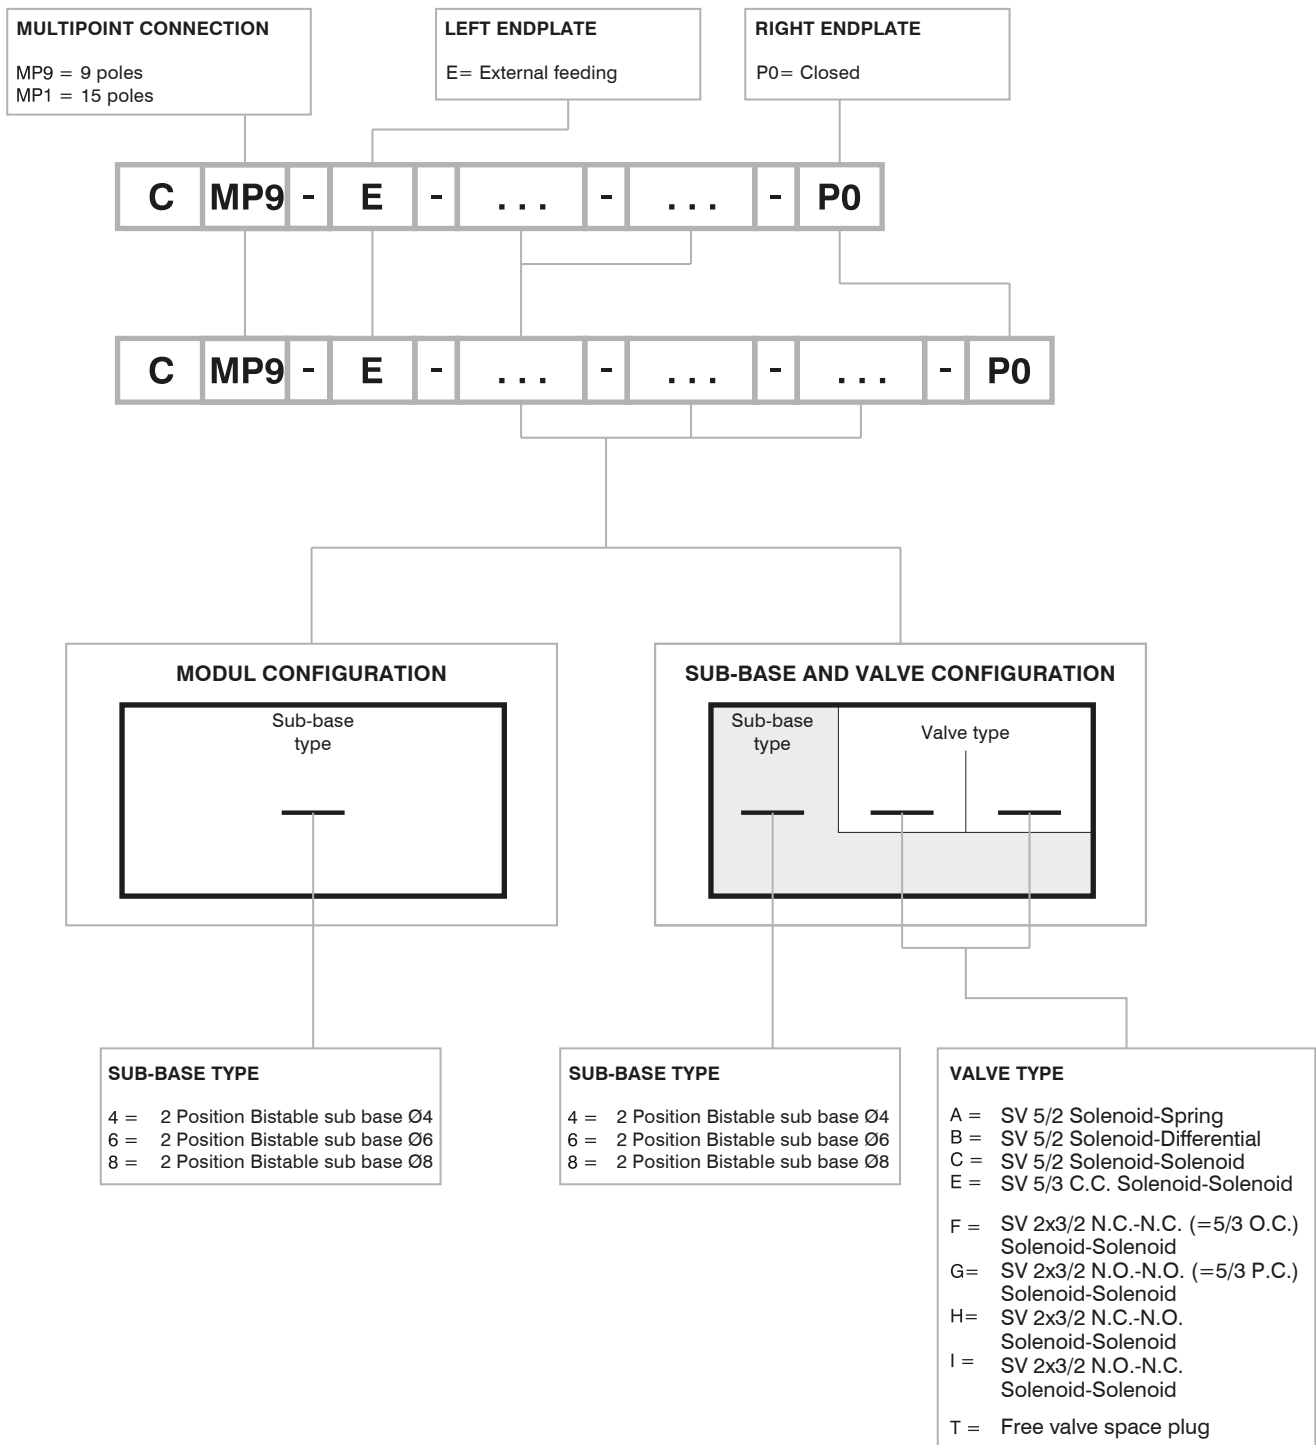 MULTIPOINT CONNECTION
MP9 = 9 poles
MP1 = 15 poles
LEFT ENDPLATE
E= External feeding
RIGHT ENDPLATE
P0= Closed
C MP9 - E - ... - ... - P0
C MP9 - E - ... - ... - ... - P0
MODUL CONFIGURATION
Sub-base
type
SUB-BASE AND VALVE CONFIGURATION
Sub-base
type
Valve type
SUB-BASE TYPE
4 = 2 Position Bistable sub base Ø4
6 = 2 Position Bistable sub base Ø6
8 = 2 Position Bistable sub base Ø8
SUB-BASE TYPE
4 = 2 Position Bistable sub base Ø4
6 = 2 Position Bistable sub base Ø6
8 = 2 Position Bistable sub base Ø8
VALVE TYPE
A = SV 5/2 Solenoid-Spring
B = SV 5/2 Solenoid-Differential
C = SV 5/2 Solenoid-Solenoid
E = SV 5/3 C.C. Solenoid-Solenoid
F = SV 2x3/2 N.C.-N.C. (=5/3 O.C.)
Solenoid-Solenoid
G= SV 2x3/2 N.O.-N.O. (=5/3 P.C.)
Solenoid-Solenoid
H= SV 2x3/2 N.C.-N.O.
Solenoid-Solenoid
I = SV 2x3/2 N.O.-N.C.
Solenoid-Solenoid
T = Free valve space plug